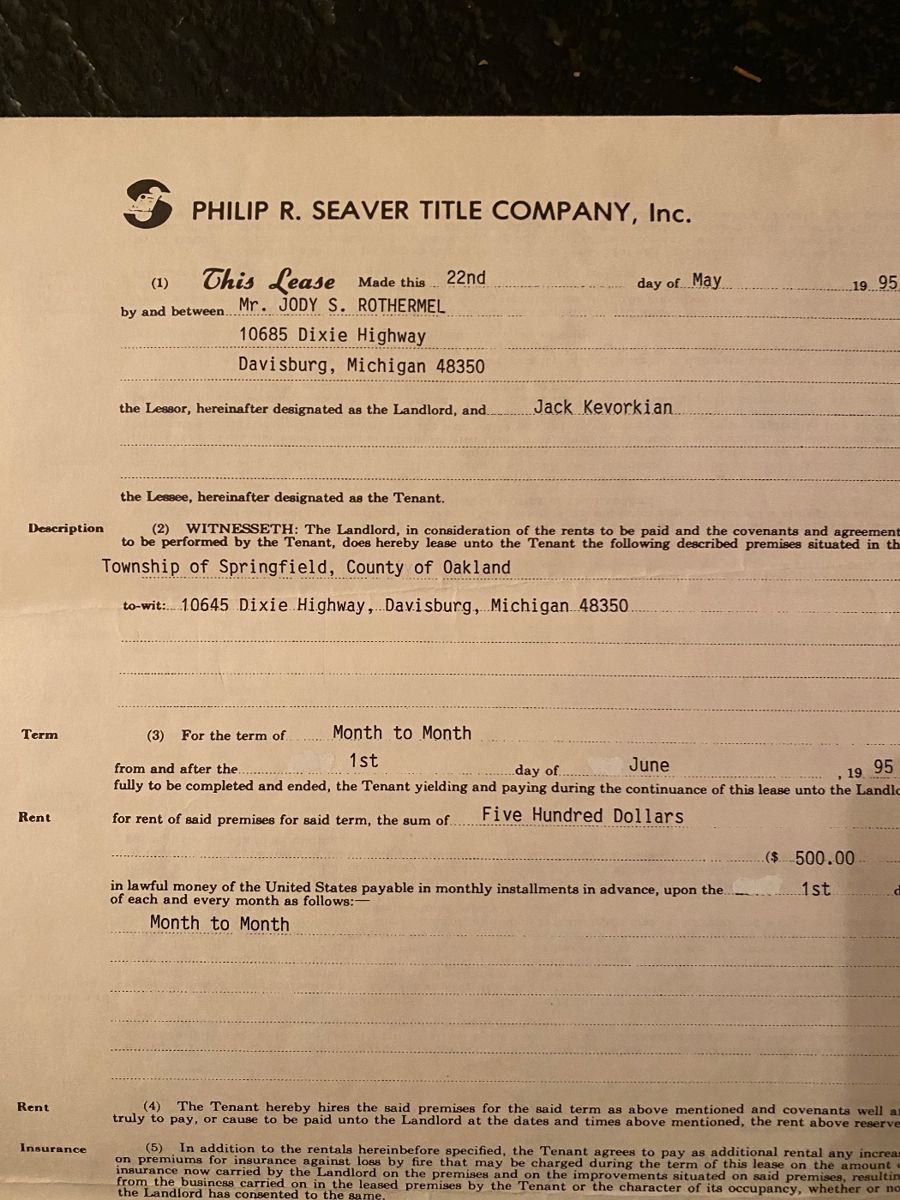 PHILIP R. SEAVER TITLE COMPANY, Inc.
(1) This Lease Made this 22nd day of May 19 95
by and between Mr. JODY S. ROTHERMEL
10685 Dixie Highway
Davisburg, Michigan 48350
the Lessor, hereinafter designated as the Landlord, and Jack Kevorkian
the Lessee, hereinafter designated as the Tenant.
Description (2) WITNESSETH: The Landlord, in consideration of the rents to be paid and the covenants and agreement
to be performed by the Tenant, does hereby lease unto the Tenant the following described premises situated in th
Township of Springfield, County of Oakland
to-wit: 10645 Dixie Highway, Davisburg, Michigan 48350
Term (3) For the term of Month to Month
from and after the 1st day of June , 19 95
fully to be completed and ended, the Tenant yielding and paying during the continuance of this lease unto the Landlo
Rent for rent of said premises for said term, the sum of Five Hundred Dollars
($ 500.00
in lawful money of the United States payable in monthly installments in advance, upon the 1st d
of each and every month as follows:—
Month to Month
Rent (4) The Tenant hereby hires the said premises for the said term as above mentioned and covenants well a
truly to pay, or cause to be paid unto the Landlord at the dates and times above mentioned, the rent above reserve
Insurance (5) In addition to the rentals hereinbefore specified, the Tenant agrees to pay as additional rental any increa
on premiums for insurance against loss by fire that may be charged during the term of this lease on the amount
insurance now carried by the Landlord on the premises and on the improvements situated on said premises, resultin
from the business carried on in the leased premises by the Tenant or the character of its occupancy, whether or no
the Landlord has consented to the same.